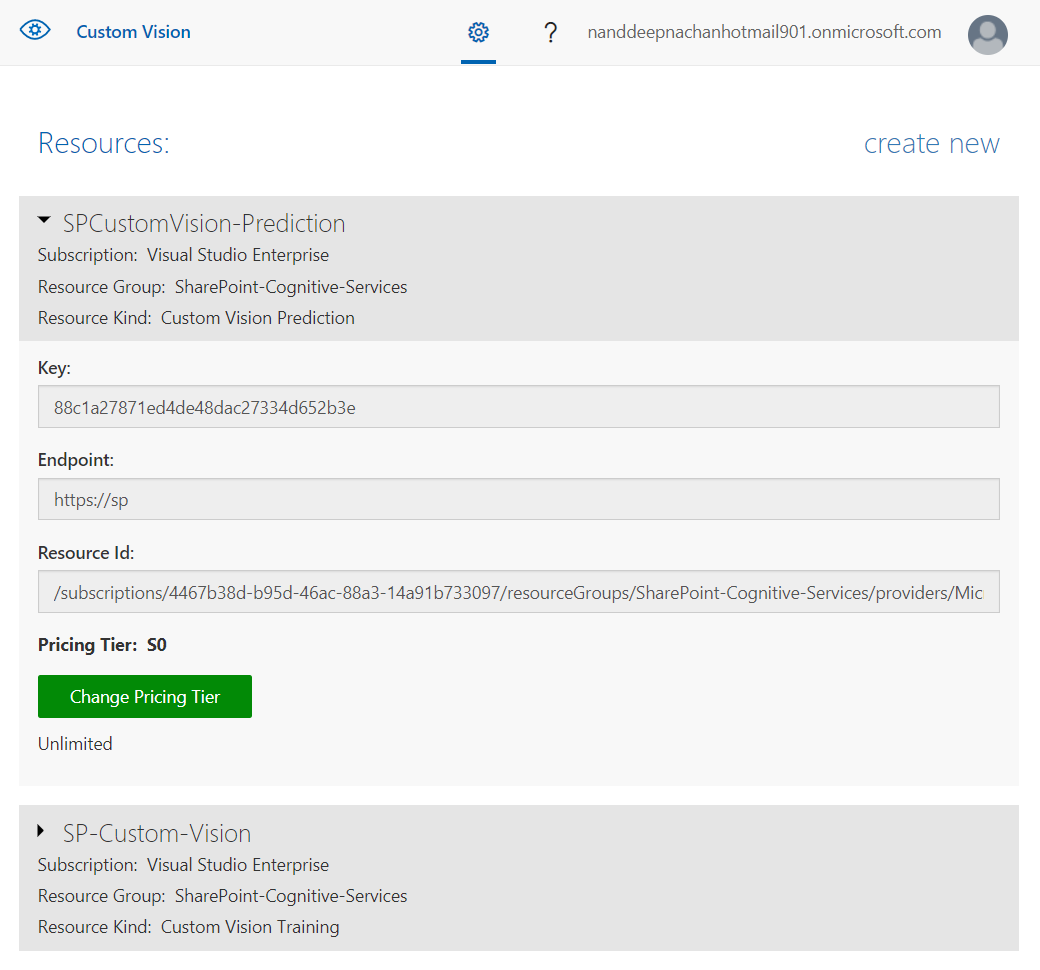 Custom Vision
?
nanddeepnachanhotmail901.onmicrosoft.com
Resources:
create new
SPCustomVision-Prediction
Subscription: Visual Studio Enterprise
Resource Group: SharePoint-Cognitive-Services
Resource Kind: Custom Vision Prediction
Key:
88c1a27871ed4de48dac27334d652b3e
Endpoint:
https://sp
Resource Id:
/subscriptions/4467b38d-b95d-46ac-88a3-14a91b733097/resourceGroups/SharePoint-Cognitive-Services/providers/Mic
Pricing Tier: S0
Change Pricing Tier
Unlimited
SP-Custom-Vision
Subscription: Visual Studio Enterprise
Resource Group: SharePoint-Cognitive-Services
Resource Kind: Custom Vision Training